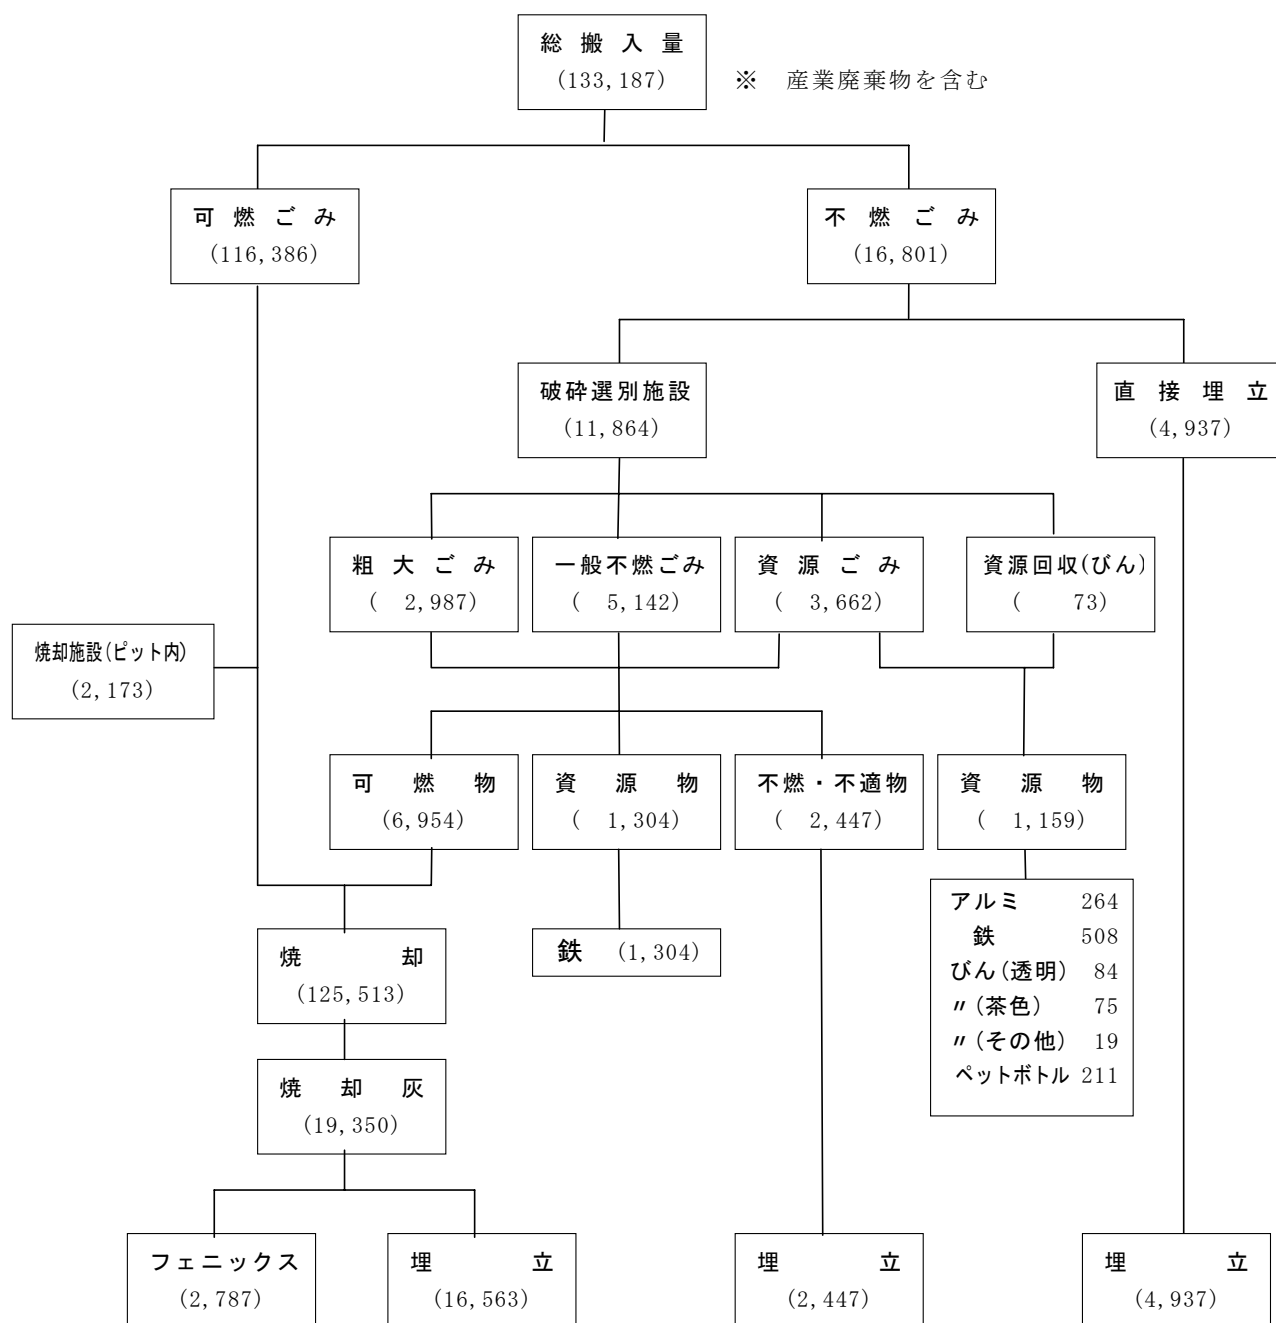 総搬入量
(133,187)
※ 産業廃棄物を含む
可燃ごみ
(116,386)
不燃ごみ
(16,801)
破砕選別施設
(11,864)
直接埋立
(4,937)
粗大ごみ
( 2,987)
一般不燃ごみ
( 5,142)
資源ごみ
( 3,662)
資源回収(びん)
( 73)
焼却施設(ピット内)
(2,173)
可燃物
(6,954)
資源物
( 1,304)
不燃・不適物
( 2,447)
資源物
( 1,159)
アルミ 264
鉄 508
びん(透明) 84
〃(茶色) 75
〃(その他) 19
ペットボトル 211
焼却
(125,513)
鉄 (1,304)
焼却灰
(19,350)
フェニックス
(2,787)
埋立
(16,563)
埋立
(2,447)
埋立
(4,937)